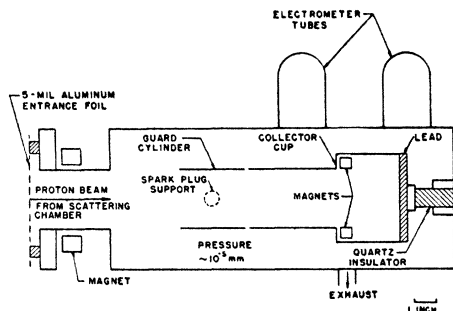 ELECTROMETER
TUBES
5-MIL ALUMINUM
ENTRANCE FOIL
GUARD
CYLINDER
COLLECTOR
CUP
LEAD
SPARK PLUG
SUPPORT
PROTON BEAM
FROM SCATTERING
CHAMBER
MAGNETS
PRESSURE
~10⁻⁵ mm
QUARTZ
INSULATOR
MAGNET
EXHAUST
1 INCH